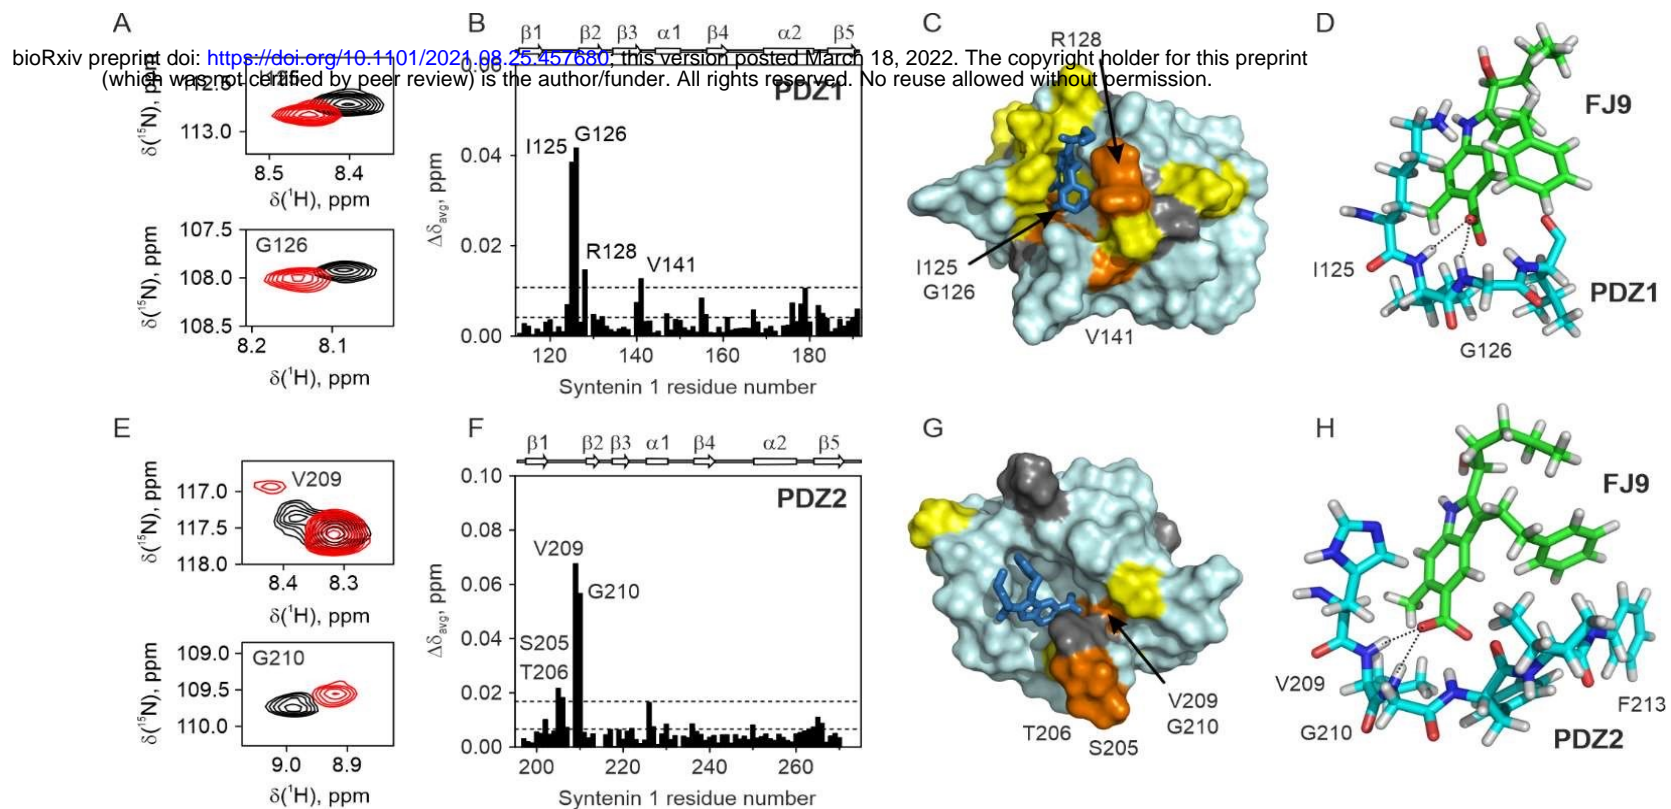 A
B
C
D
β1 β2 β3 α1 β4 α2 β5
R128
bioRxiv preprint doi: https://doi.org/10.1101/2021.08.25.457680; this version posted March 18, 2022. The copyright holder for this preprint
(which was not certified by peer review) is the author/funder. All rights reserved. No reuse allowed without permission.
I125
112.5
113.0
8.5 8.4
δ(¹H), ppm
δ(¹⁵N), ppm
107.5
G126
108.0
108.5
8.2 8.1
δ(¹H), ppm
δ(¹⁵N), ppm
0.06
PDZ1
I125
G126
0.04
R128
V141
0.02
0.00
Δδavg, ppm
120 140 160 180
Syntenin 1 residue number
I125
G126
V141
FJ9
I125
PDZ1
G126
E
F
G
H
117.0
V209
117.5
118.0
8.4 8.3
δ(¹H), ppm
δ(¹⁵N), ppm
109.0
G210
109.5
110.0
9.0 8.9
δ(¹H), ppm
δ(¹⁵N), ppm
β1 β2 β3 α1 β4 α2 β5
0.10
PDZ2
0.08
V209
0.06
G210
0.04
S205
T206
0.02
0.00
Δδavg, ppm
200 220 240 260
Syntenin 1 residue number
V209
G210
T206
S205
FJ9
V209
G210
F213
PDZ2